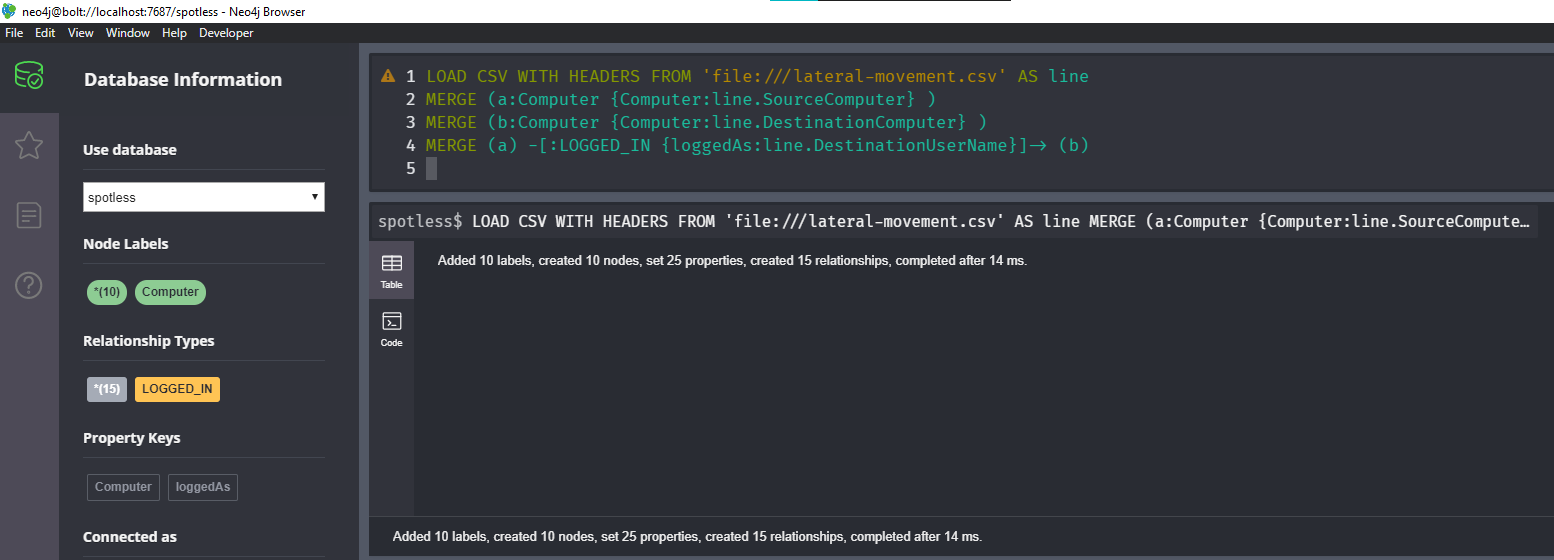 neo4j@bolt://localhost:7687/spotless - Neo4j Browser
File Edit View Window Help Developer
Database Information
Use database
spotless
Node Labels
*(10) Computer
Relationship Types
*(15) LOGGED_IN
Property Keys
Computer loggedAs
Connected as
1 LOAD CSV WITH HEADERS FROM 'file:///lateral-movement.csv' AS line
2 MERGE (a:Computer {Computer:line.SourceComputer} )
3 MERGE (b:Computer {Computer:line.DestinationComputer} )
4 MERGE (a) -[:LOGGED_IN {loggedAs:line.DestinationUserName}]-> (b)
5
spotless$ LOAD CSV WITH HEADERS FROM 'file:///lateral-movement.csv' AS line MERGE (a:Computer {Computer:line.SourceCompute…
Table
Code
Added 10 labels, created 10 nodes, set 25 properties, created 15 relationships, completed after 14 ms.
Added 10 labels, created 10 nodes, set 25 properties, created 15 relationships, completed after 14 ms.